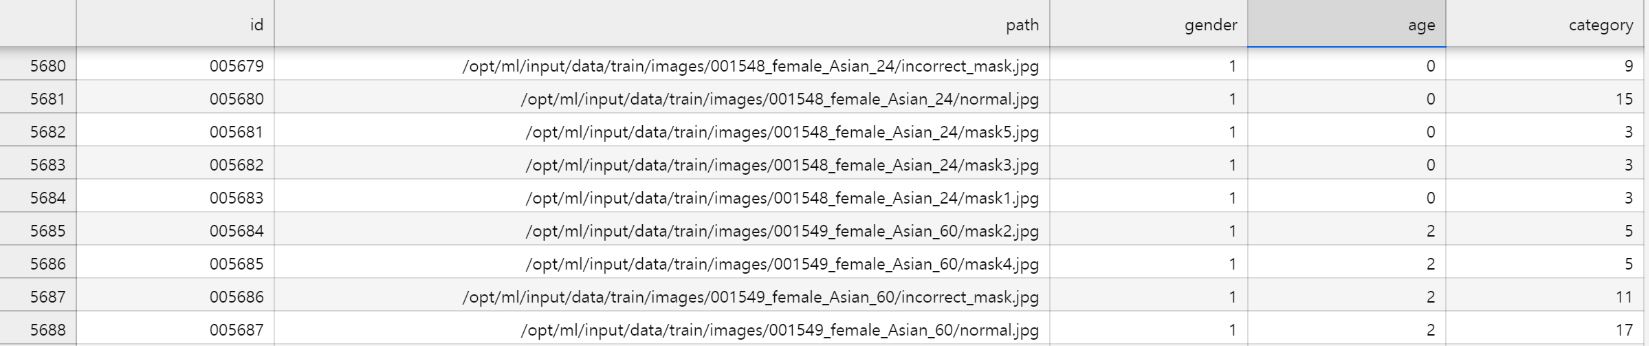 id path gender age category
5680 005679 /opt/ml/input/data/train/images/001548_female_Asian_24/incorrect_mask.jpg 1 0 9
5681 005680 /opt/ml/input/data/train/images/001548_female_Asian_24/normal.jpg 1 0 15
5682 005681 /opt/ml/input/data/train/images/001548_female_Asian_24/mask5.jpg 1 0 3
5683 005682 /opt/ml/input/data/train/images/001548_female_Asian_24/mask3.jpg 1 0 3
5684 005683 /opt/ml/input/data/train/images/001548_female_Asian_24/mask1.jpg 1 0 3
5685 005684 /opt/ml/input/data/train/images/001549_female_Asian_60/mask2.jpg 1 2 5
5686 005685 /opt/ml/input/data/train/images/001549_female_Asian_60/mask4.jpg 1 2 5
5687 005686 /opt/ml/input/data/train/images/001549_female_Asian_60/incorrect_mask.jpg 1 2 11
5688 005687 /opt/ml/input/data/train/images/001549_female_Asian_60/normal.jpg 1 2 17